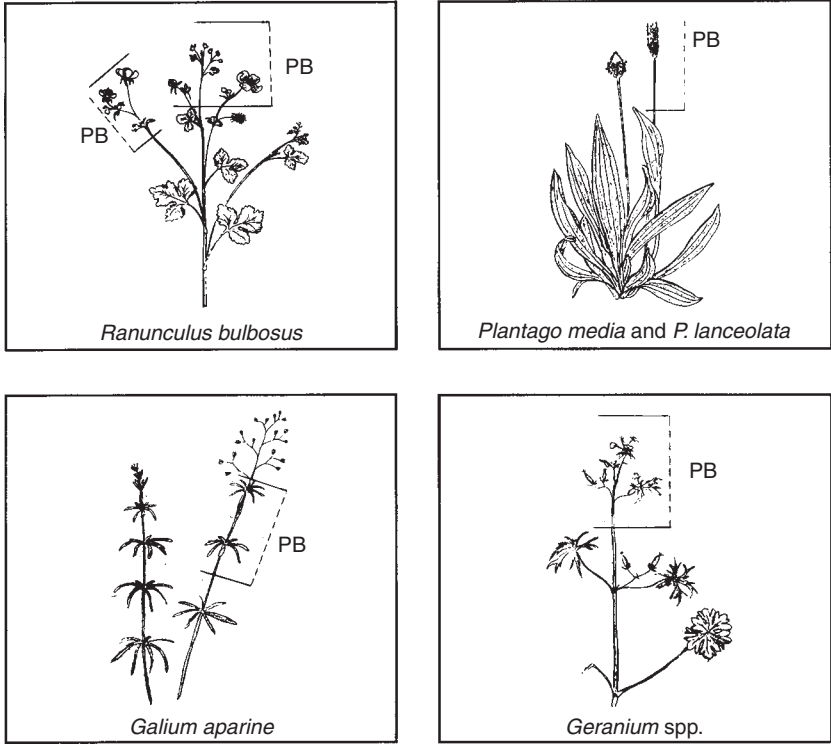 PB
PB
Ranunculus bulbosus
PB
Plantago media and P. lanceolata
PB
Galium aparine
PB
Geranium spp.